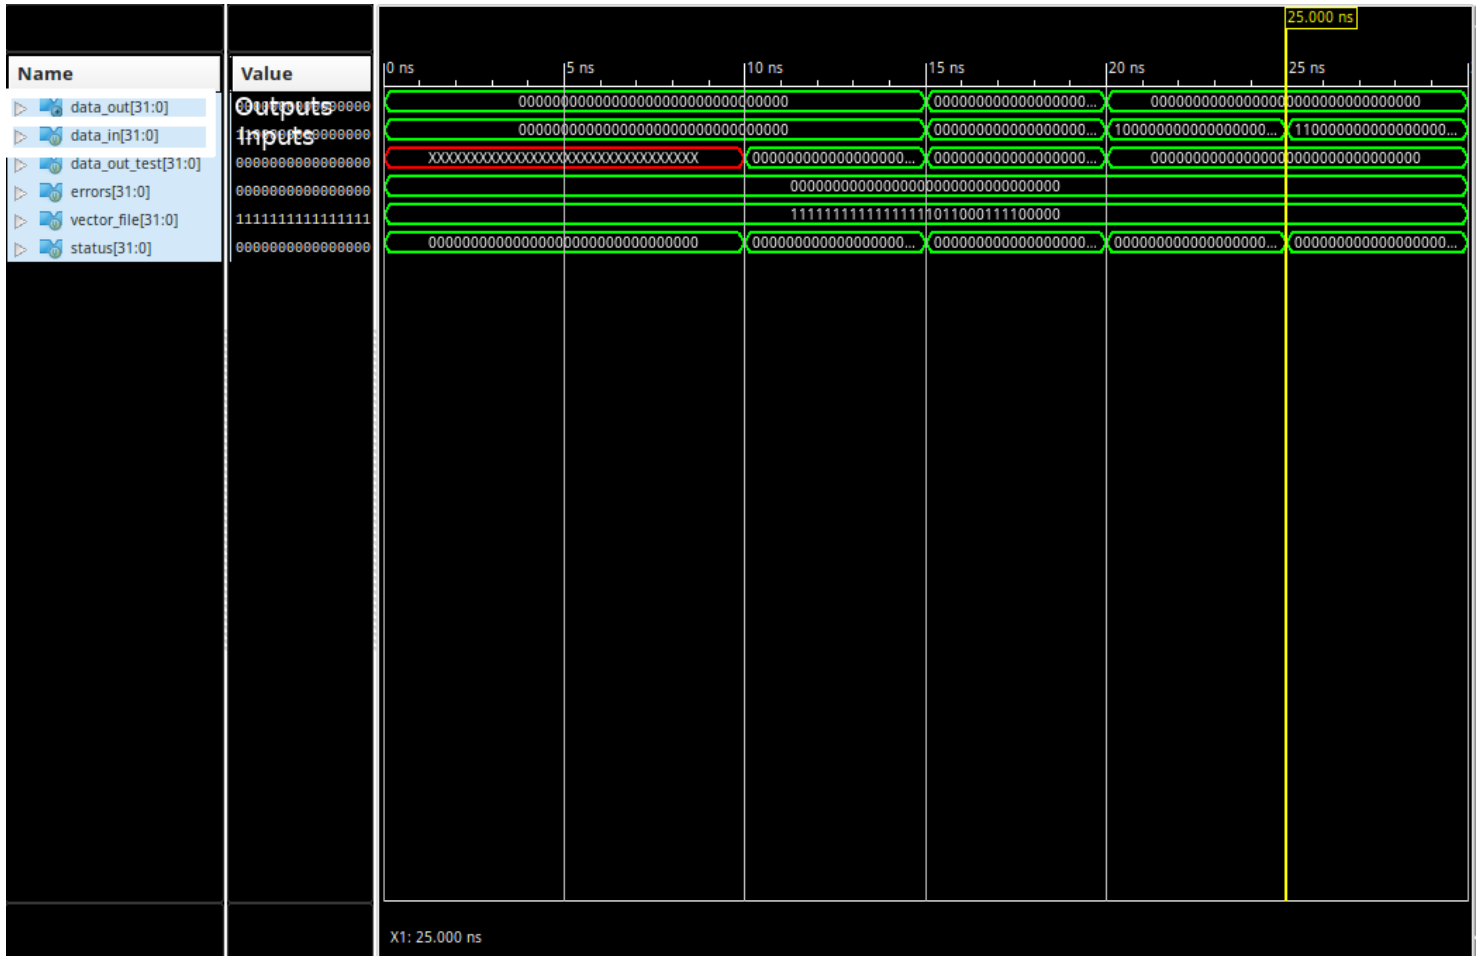 25.000 ns
Name
Value
0 ns
5 ns
10 ns
15 ns
20 ns
25 ns
data_out[31:0]
Outputs
00000000000000000000000000000000
000000000000000000...
00000000000000000000000000000000
data_in[31:0]
Inputs
00000000000000000000000000000000
000000000000000000...
100000000000000000...
110000000000000000...
data_out_test[31:0]
0000000000000000
XXXXXXXXXXXXXXXXXXXXXXXXXXXXXXXX
000000000000000000...
000000000000000000...
00000000000000000000000000000000
errors[31:0]
0000000000000000
00000000000000000000000000000000
vector_file[31:0]
1111111111111111
11111111111111111011000111100000
status[31:0]
0000000000000000
00000000000000000000000000000000
000000000000000000...
000000000000000000...
000000000000000000...
000000000000000000...
X1: 25.000 ns